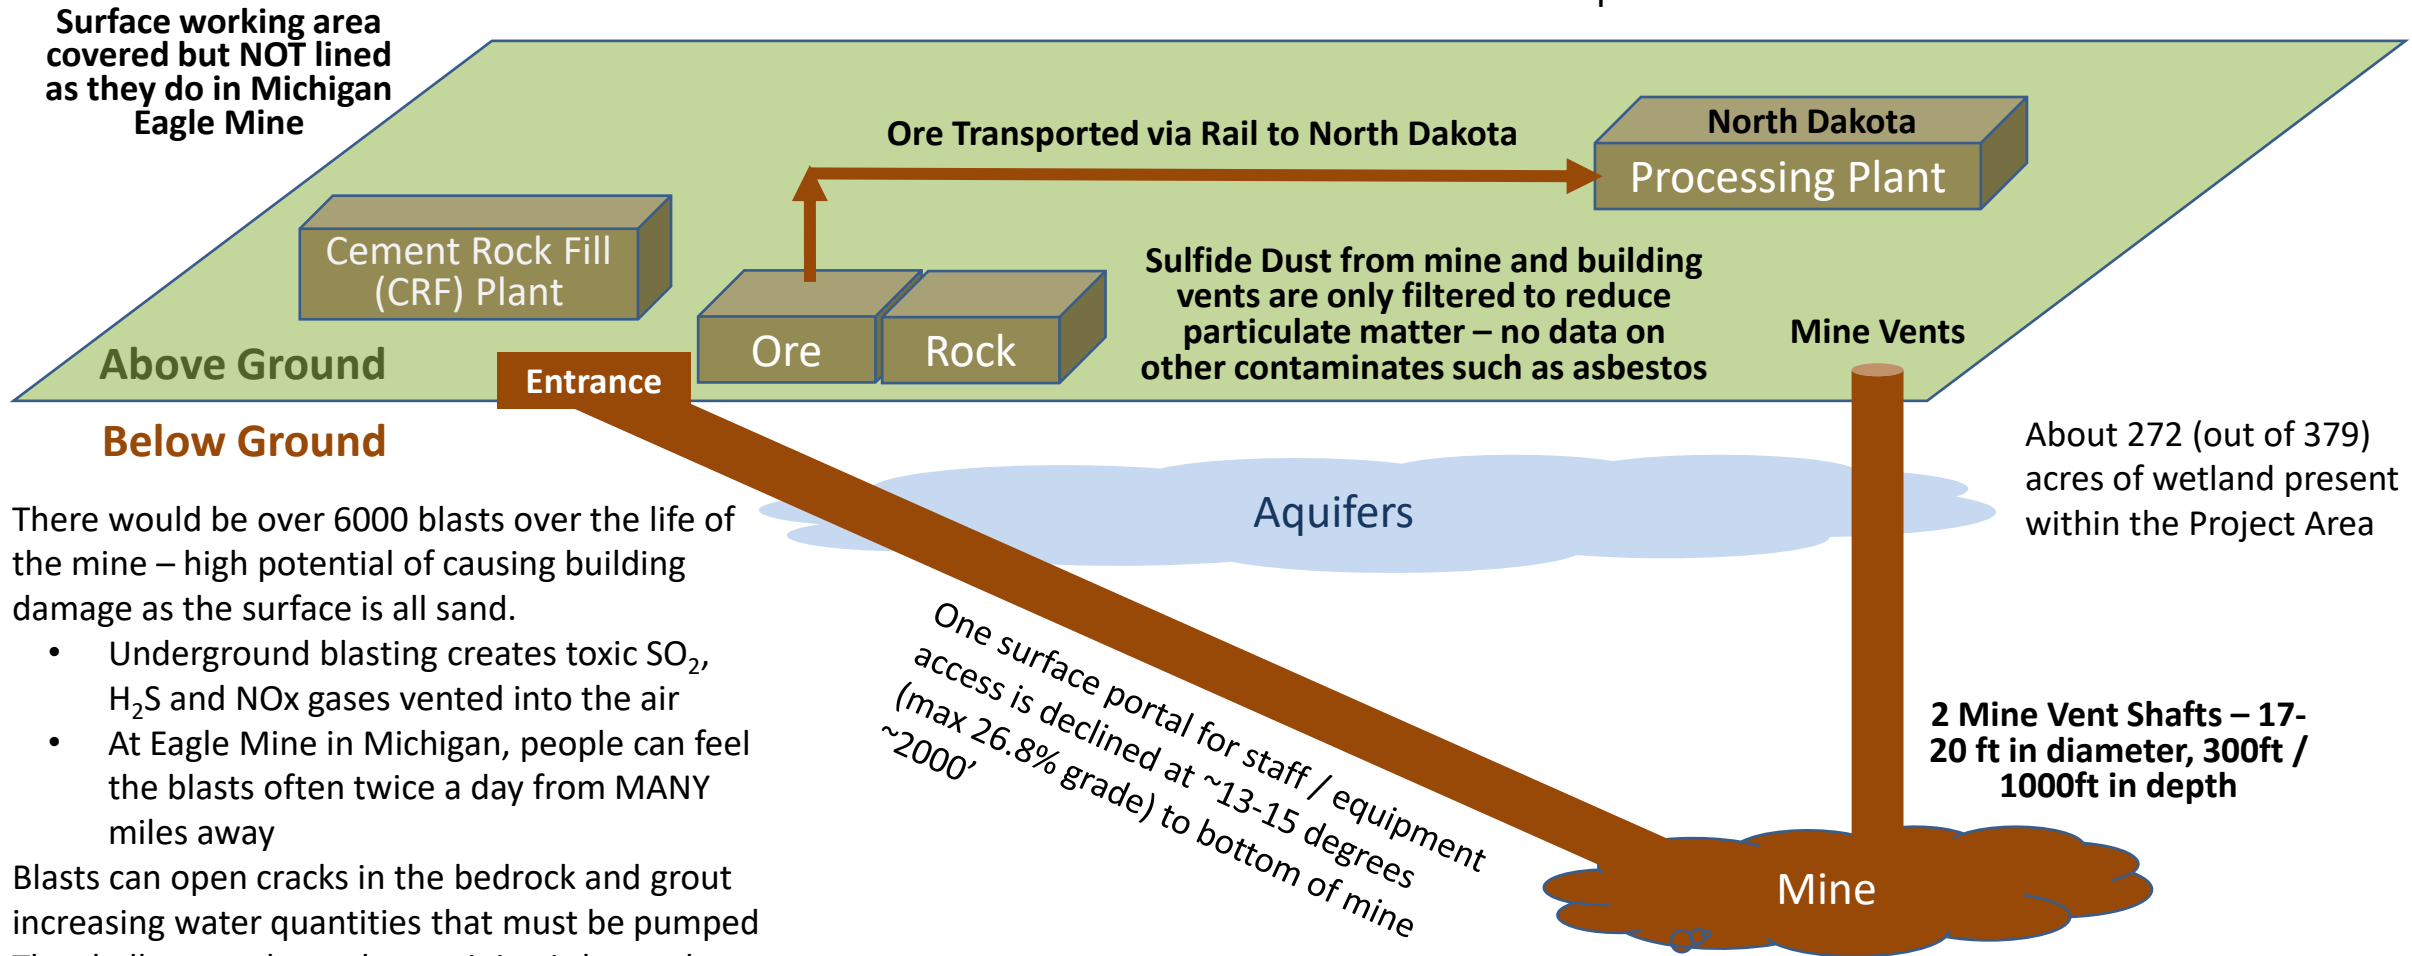 Surface working area
covered but NOT lined
as they do in Michigan
Eagle Mine
Ore Transported via Rail to North Dakota
North Dakota
Processing Plant
Cement Rock Fill
(CRF) Plant
Ore
Rock
Sulfide Dust from mine and building
vents are only filtered to reduce
particulate matter – no data on
other contaminates such as asbestos
Mine Vents
Above Ground
Entrance
Below Ground
Aquifers
About 272 (out of 379)
acres of wetland present
within the Project Area
There would be over 6000 blasts over the life of
the mine – high potential of causing building
damage as the surface is all sand.
• Underground blasting creates toxic SO₂,
H₂S and NOx gases vented into the air
• At Eagle Mine in Michigan, people can feel
the blasts often twice a day from MANY
miles away
Blasts can open cracks in the bedrock and grout
increasing water quantities that must be pumped
One surface portal for staff / equipment
access is declined at ~13-15 degrees
(max 26.8% grade) to bottom of mine
~2000’
2 Mine Vent Shafts – 17-
20 ft in diameter, 300ft /
1000ft in depth
Mine